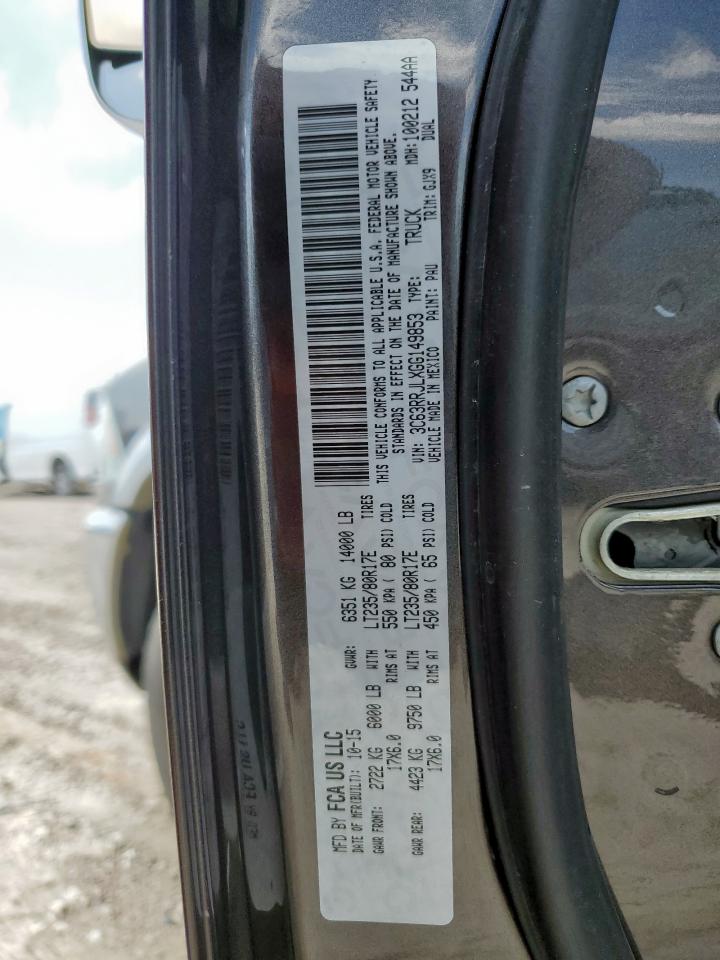 MFD BY FCA US LLC
DATE OF MFR(BUILT): 10-15 GVWR: 6351 KG 14000 LB
GAWR FRONT: 2722 KG 6000 LB WITH LT235/80R17E TIRES
17X6.0 RIMS AT 550 KPA ( 80 PSI) COLD
GAWR REAR: 4423 KG 9750 LB WITH LT235/80R17E TIRES
17X6.0 RIMS AT 450 KPA ( 65 PSI) COLD
THIS VEHICLE CONFORMS TO ALL APPLICABLE U.S.A. FEDERAL MOTOR VEHICLE SAFETY
STANDARDS IN EFFECT ON THE DATE OF MANUFACTURE SHOWN ABOVE.
VIN: 3C63RRJLXGG149853 TYPE: TRUCK MDH: 100212 544AA
VEHICLE MADE IN MEXICO PAINT: PAU TRIM: GJX9 DUAL